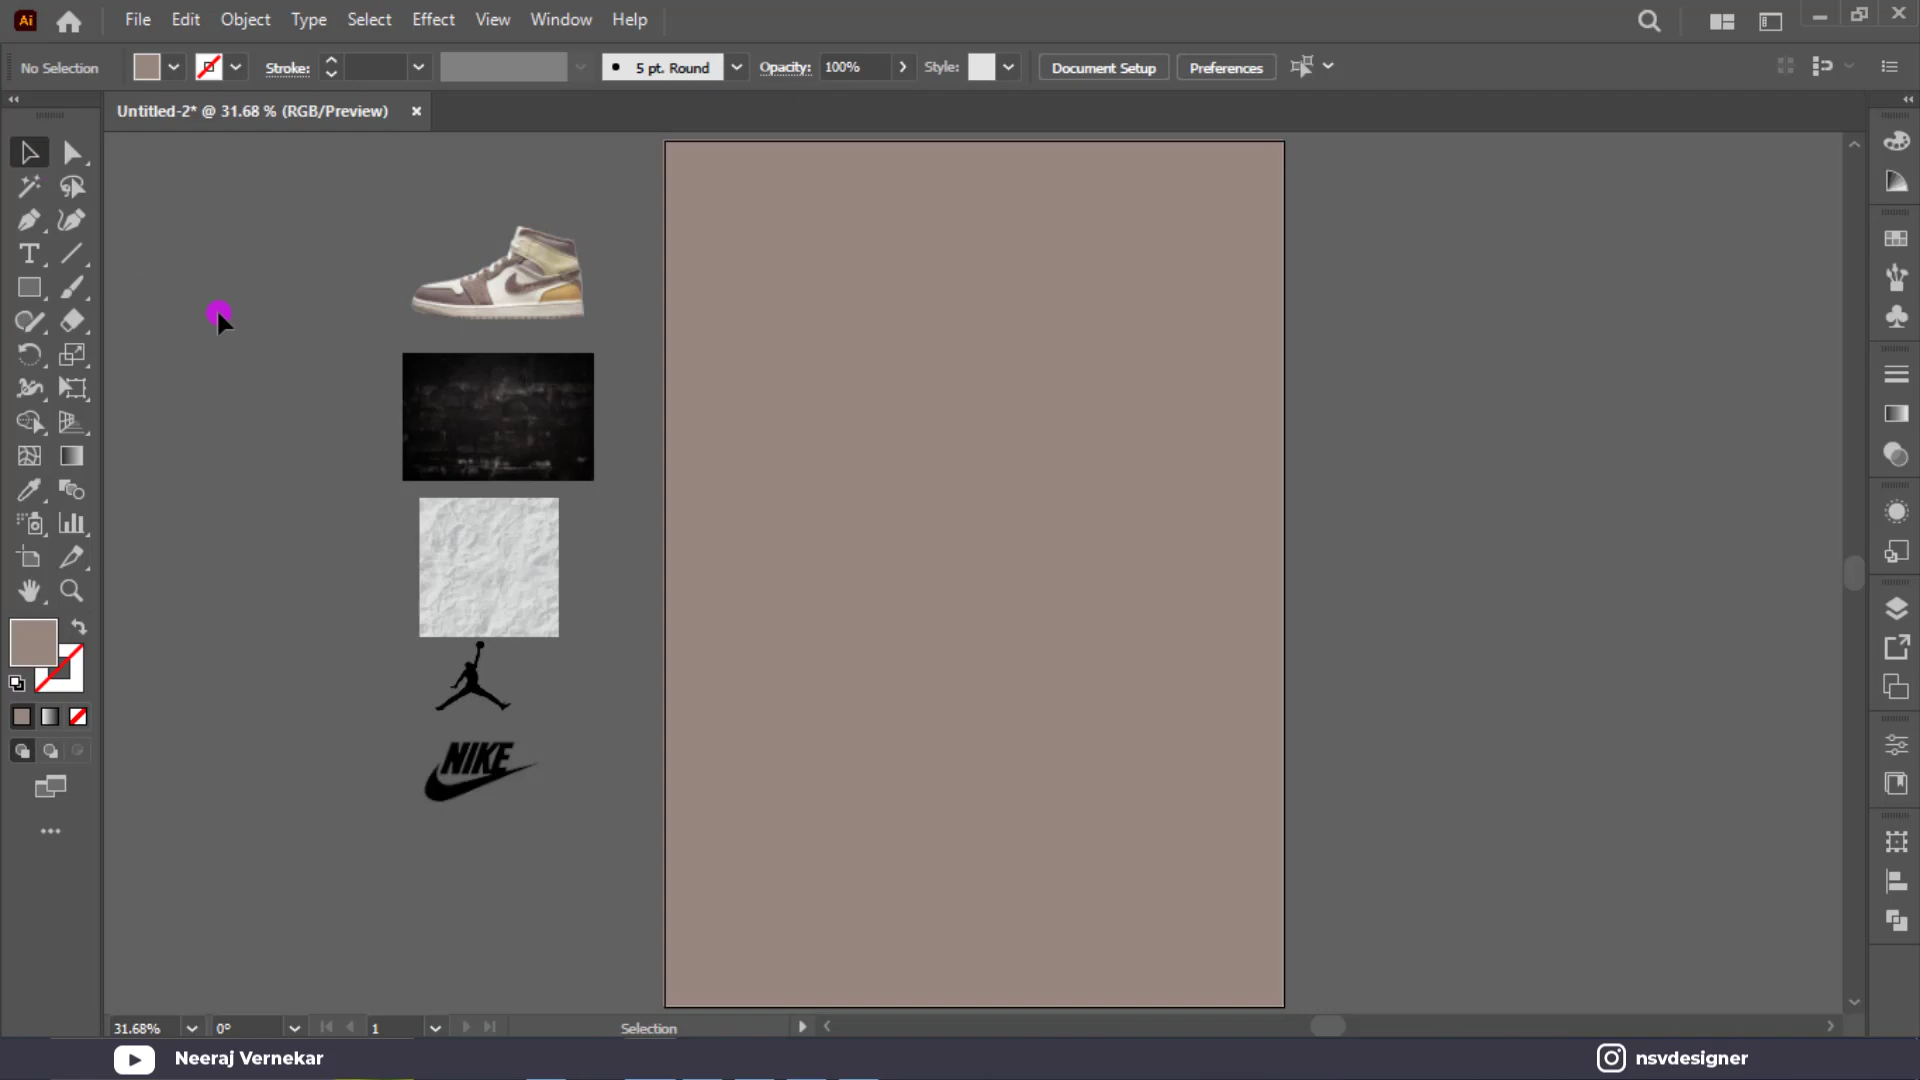 Ai File Edit Object Type Select Effect View Window Help
No Selection Stroke: 5 pt. Round Opacity: 100% Style: Document Setup Preferences
Untitled-2* @ 31.68 % (RGB/Preview)
T
NIKE
31.68% 0° 1 Selection
Neeraj Vernekar nsvdesigner